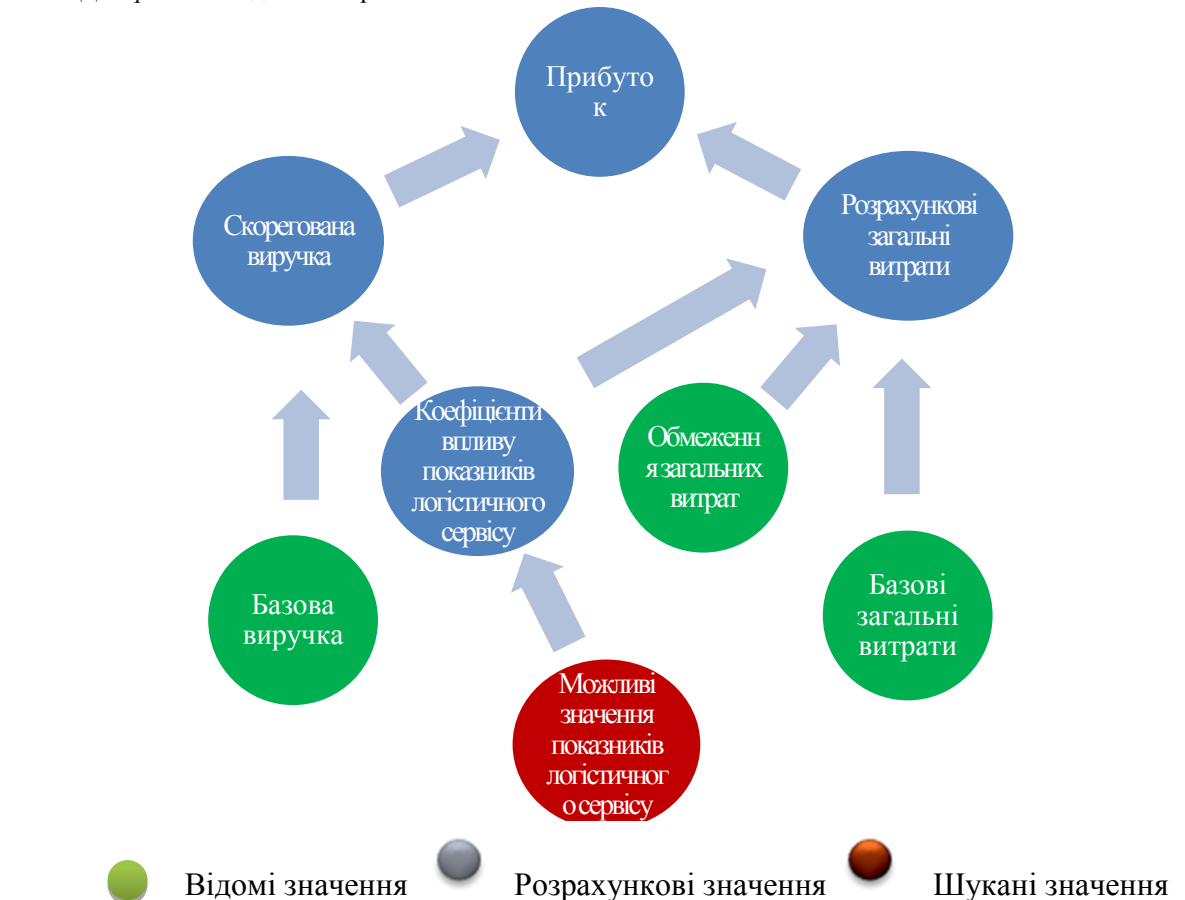 Прибуто
к
Скорегована
виручка
Розрахункові
загальні
витрати
Коефіцієнти
впливу
показників
логістичного
сервісу
Обмеженн
я загальних
витрат
Базова
виручка
Базові
загальні
витрати
Можливі
значення
показників
логістичног
о сервісу
Відомі значення
Розрахункові значення
Шукані значення